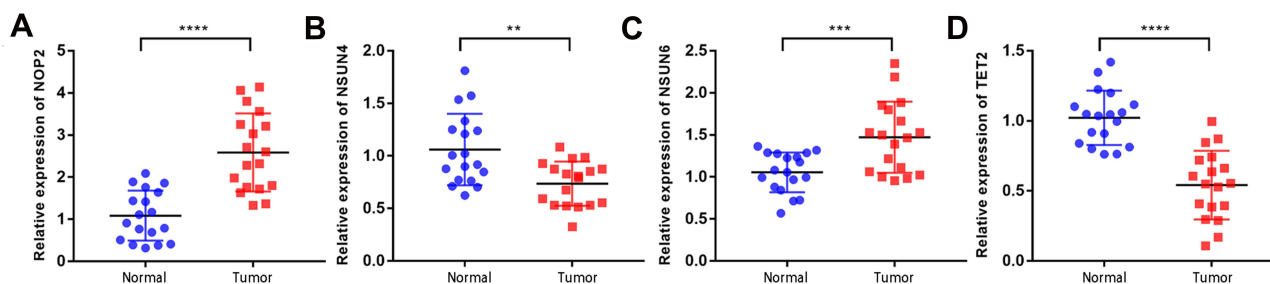 A
Relative expression of NOP2
5
4
3
2
1
0
****
Normal
Tumor
B
Relative expression of NSUN4
2.0
1.5
1.0
0.5
0.0
**
Normal
Tumor
C
Relative expression of NSUN6
2.5
2.0
1.5
1.0
0.5
0.0
***
Normal
Tumor
D
Relative expression of TET2
1.5
1.0
0.5
0.0
****
Normal
Tumor